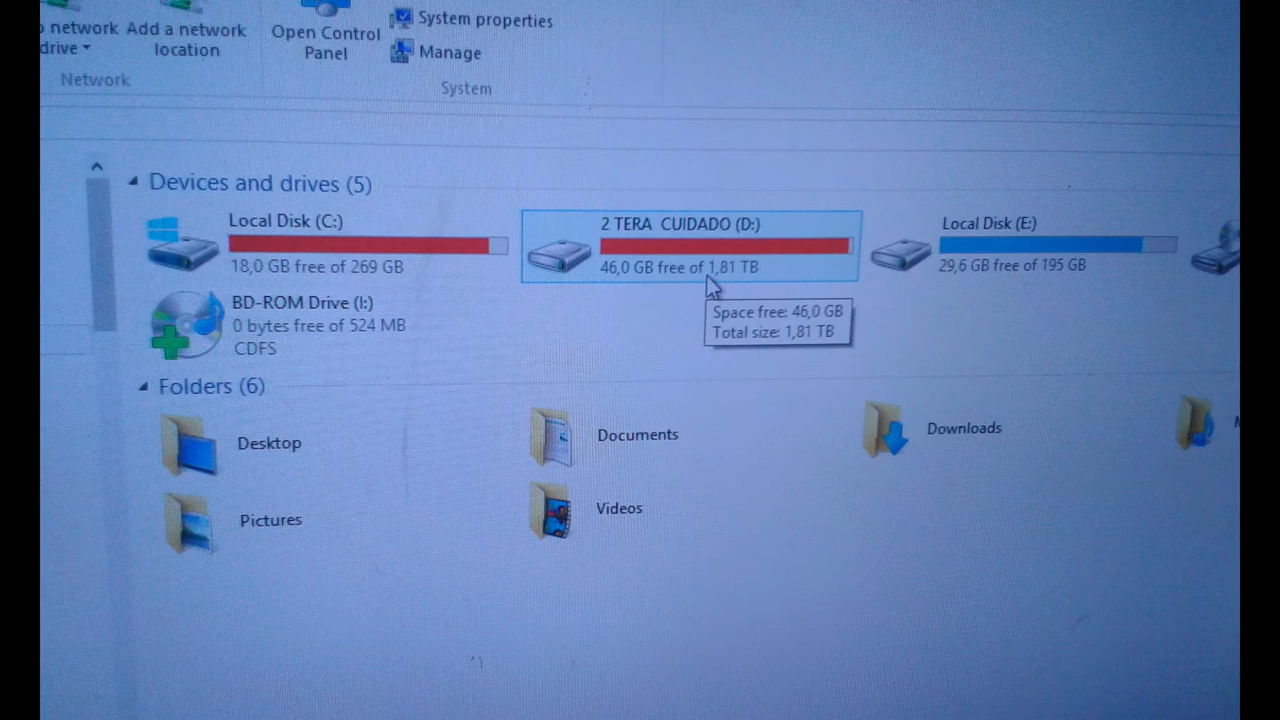 network Add a network
drive
location
Open Control
Panel
System properties
Manage
Network
System
Devices and drives (5)
Local Disk (C:)
18,0 GB free of 269 GB
2 TERA CUIDADO (D:)
46,0 GB free of 1,81 TB
Local Disk (E:)
29,6 GB free of 195 GB
Space free: 46,0 GB
Total size: 1,81 TB
BD-ROM Drive (I:)
0 bytes free of 524 MB
CDFS
Folders (6)
Desktop
Documents
Downloads
Pictures
Videos